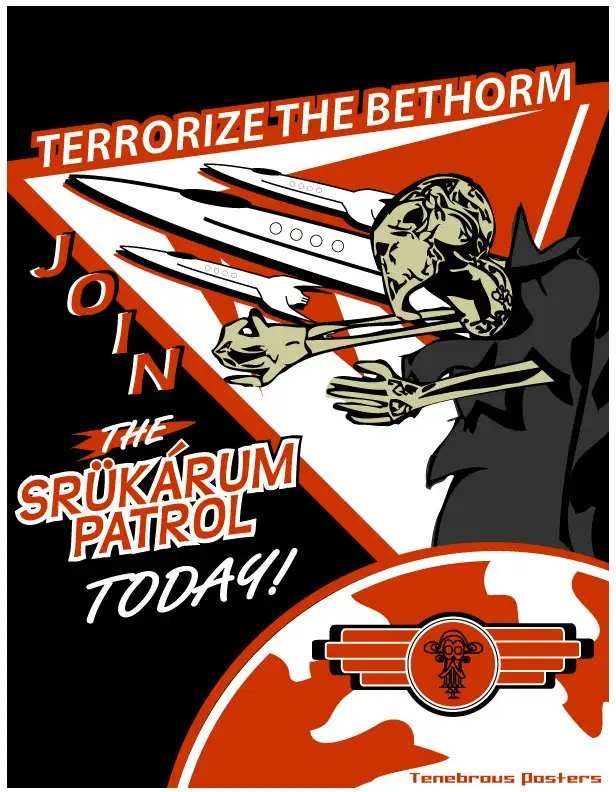 TERRORIZE THE BETHORM
JOIN
THE
SRÜKÁRUM
PATROL
TODAY!
Tenebrous Posters